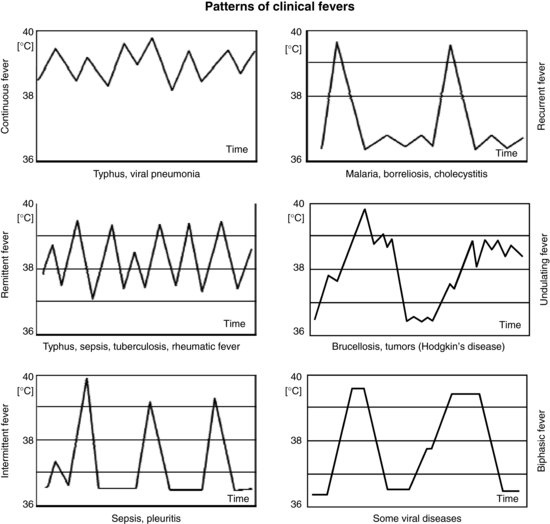 Patterns of clinical fevers
Continuous fever
40
[°C]
38
36
Time
Typhus, viral pneumonia
40
[°C]
38
36
Time
Malaria, borreliosis, cholecystitis
Recurrent fever
Remittent fever
40
[°C]
38
36
Time
Typhus, sepsis, tuberculosis, rheumatic fever
40
[°C]
38
36
Time
Brucellosis, tumors (Hodgkin's disease)
Undulating fever
Intermittent fever
40
[°C]
38
36
Time
Sepsis, pleuritis
40
[°C]
38
36
Time
Some viral diseases
Biphasic fever